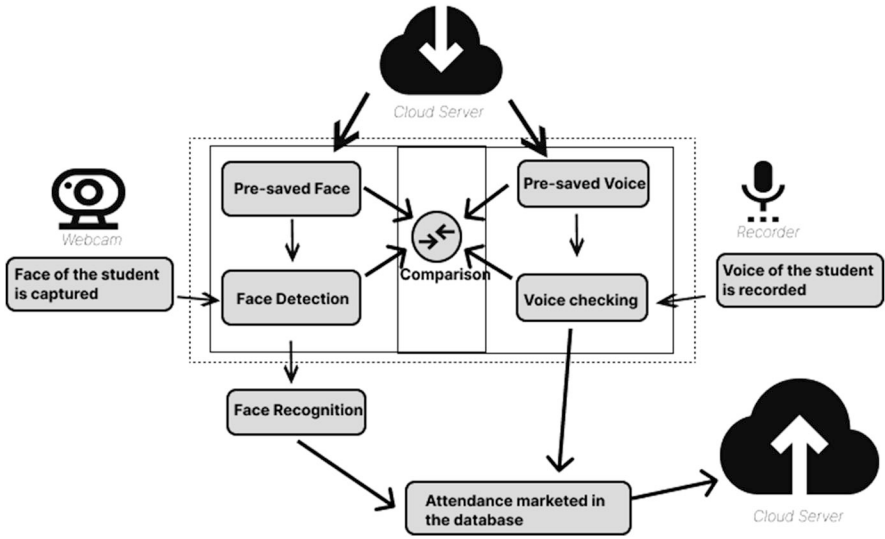 Cloud Server
Pre-saved Face
Pre-saved Voice
Webcam
Recorder
Face of the student
is captured
Face Detection
Comparison
Voice checking
Voice of the student
is recorded
Face Recognition
Attendance marketed in
the database
Cloud Server